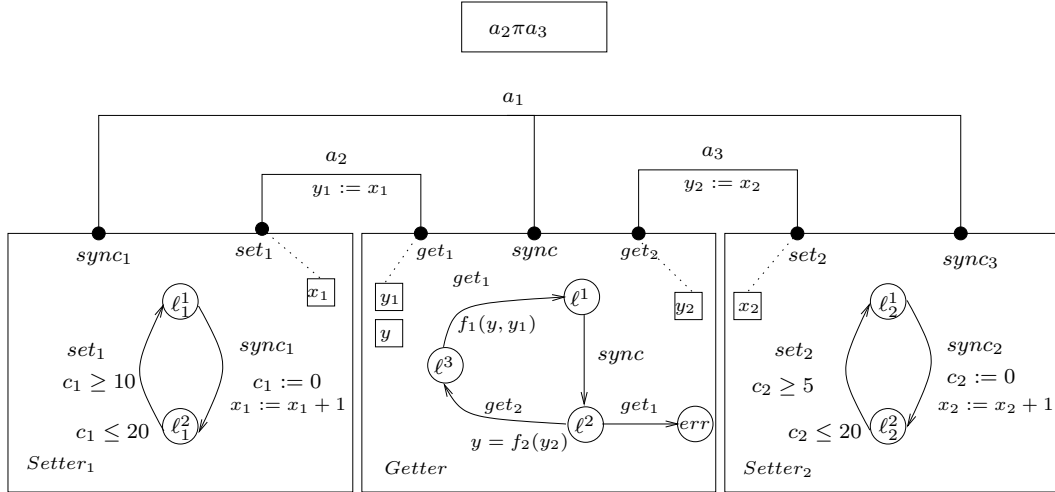 a₂πa₃
a₁
a₂
y₁ := x₁
a₃
y₂ := x₂
sync₁
set₁
x₁
ℓ₁¹
set₁
c₁ ≥ 10
sync₁
c₁ := 0
x₁ := x₁ + 1
c₁ ≤ 20
ℓ₁²
Setter₁
get₁
sync
get₂
y₁
y
y₂
get₁
f₁(y, y₁)
ℓ¹
sync
ℓ³
get₂
y = f₂(y₂)
ℓ²
get₁
err
Getter
set₂
sync₃
x₂
ℓ₂¹
set₂
c₂ ≥ 5
sync₂
c₂ := 0
x₂ := x₂ + 1
c₂ ≤ 20
ℓ₂²
Setter₂